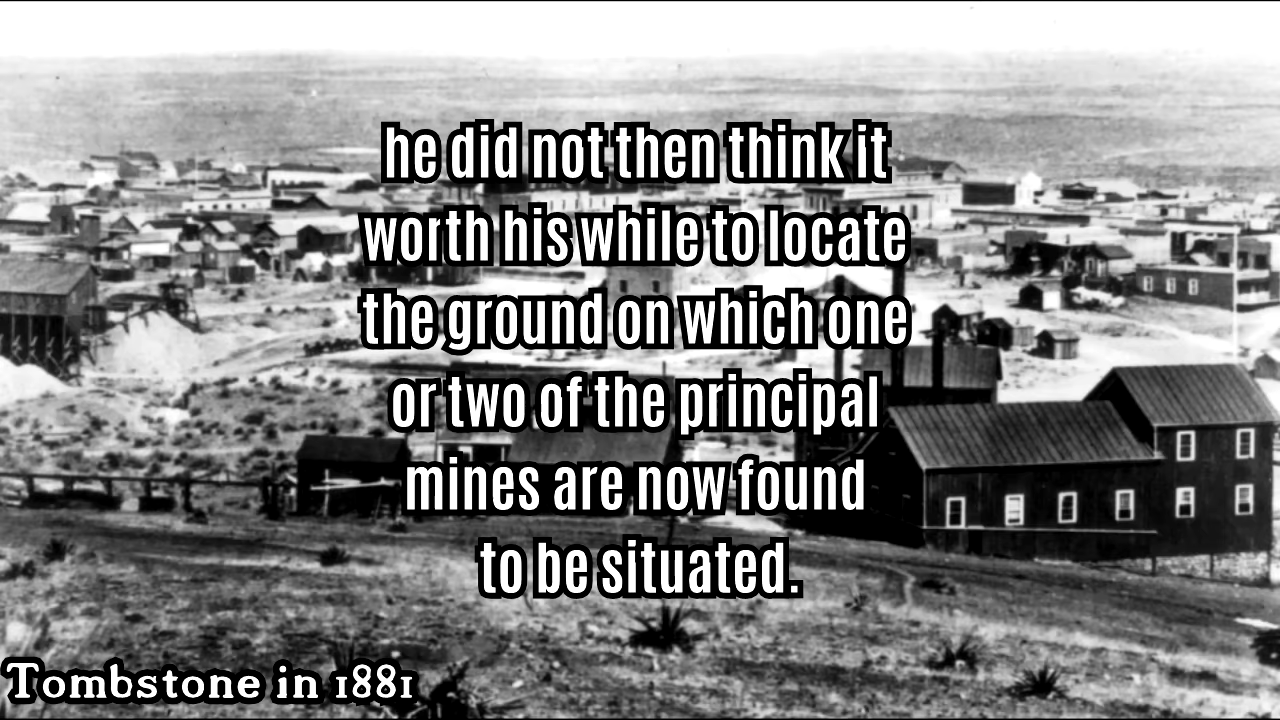 he did not then think it
worth his while to locate
the ground on which one
or two of the principal
mines are now found
to be situated.
Tombstone in 1881